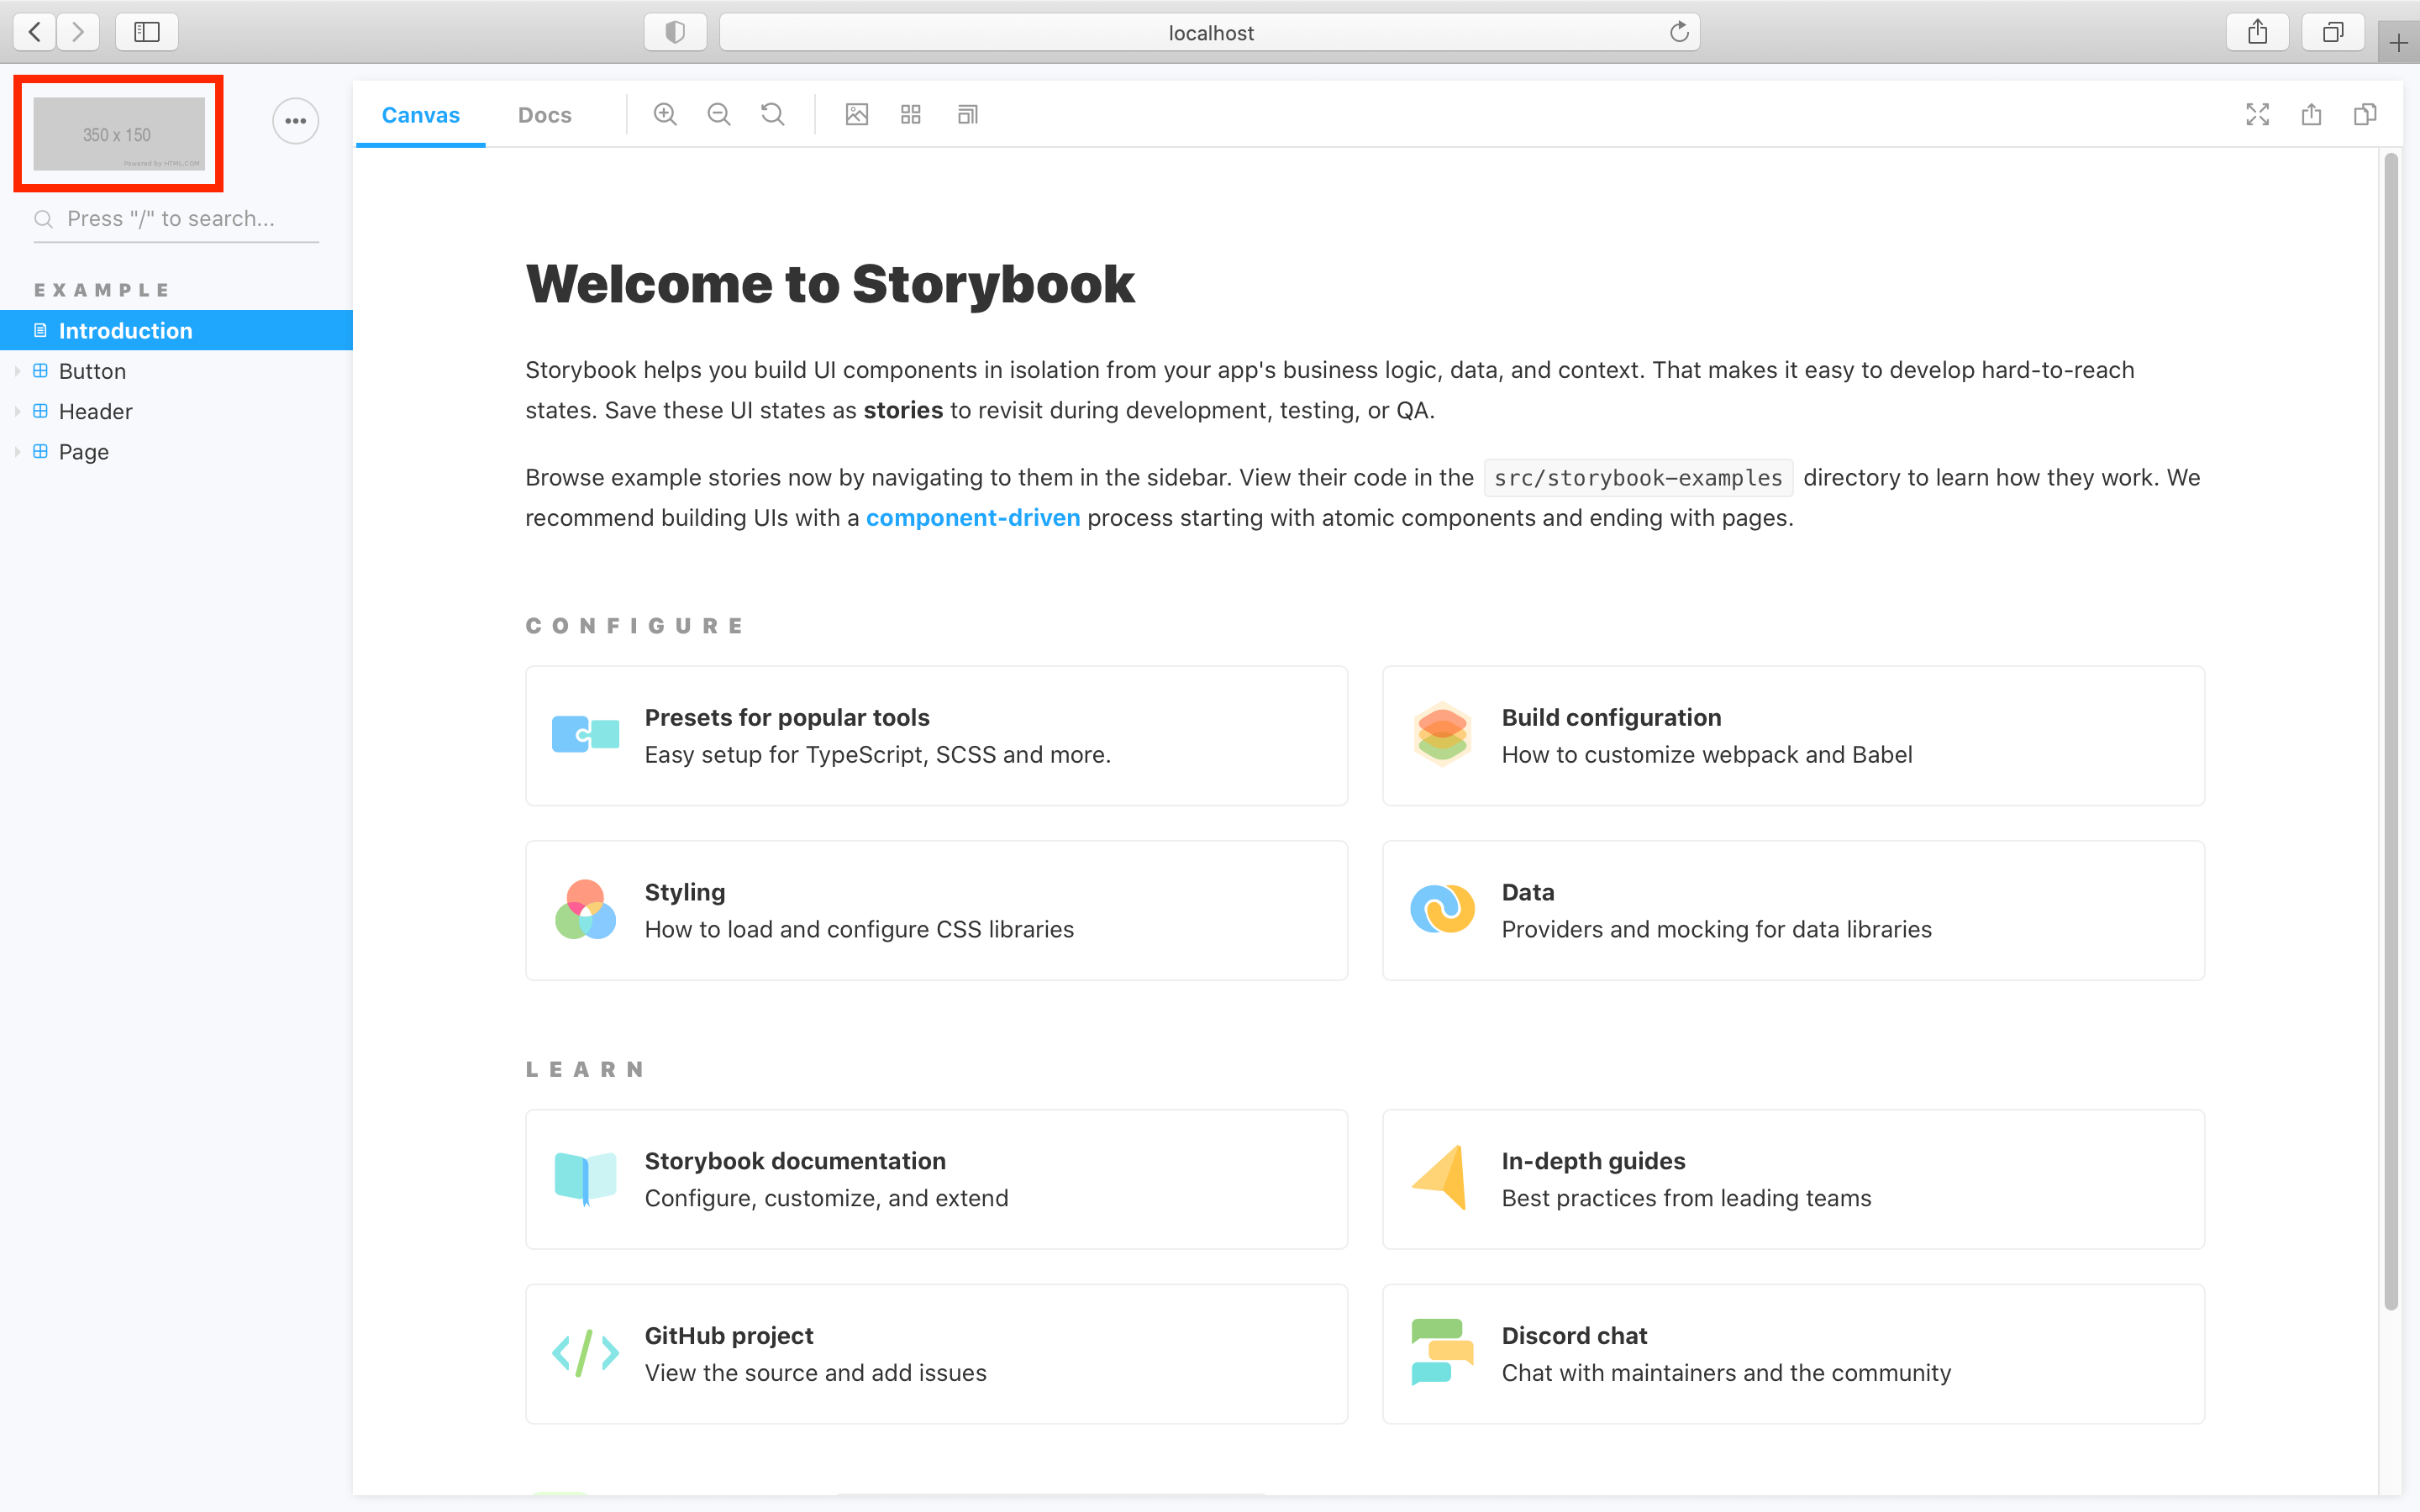 localhost
350 x 150
Powered by HTML.COM
Canvas
Docs
Press "/" to search...
EXAMPLE
Introduction
Button
Header
Page
Welcome to Storybook
Storybook helps you build UI components in isolation from your app's business logic, data, and context. That makes it easy to develop hard-to-reach
states. Save these UI states as stories to revisit during development, testing, or QA.
Browse example stories now by navigating to them in the sidebar. View their code in the src/storybook-examples directory to learn how they work. We
recommend building UIs with a component-driven process starting with atomic components and ending with pages.
CONFIGURE
Presets for popular tools
Easy setup for TypeScript, SCSS and more.
Build configuration
How to customize webpack and Babel
Styling
How to load and configure CSS libraries
Data
Providers and mocking for data libraries
LEARN
Storybook documentation
Configure, customize, and extend
In-depth guides
Best practices from leading teams
GitHub project
View the source and add issues
Discord chat
Chat with maintainers and the community